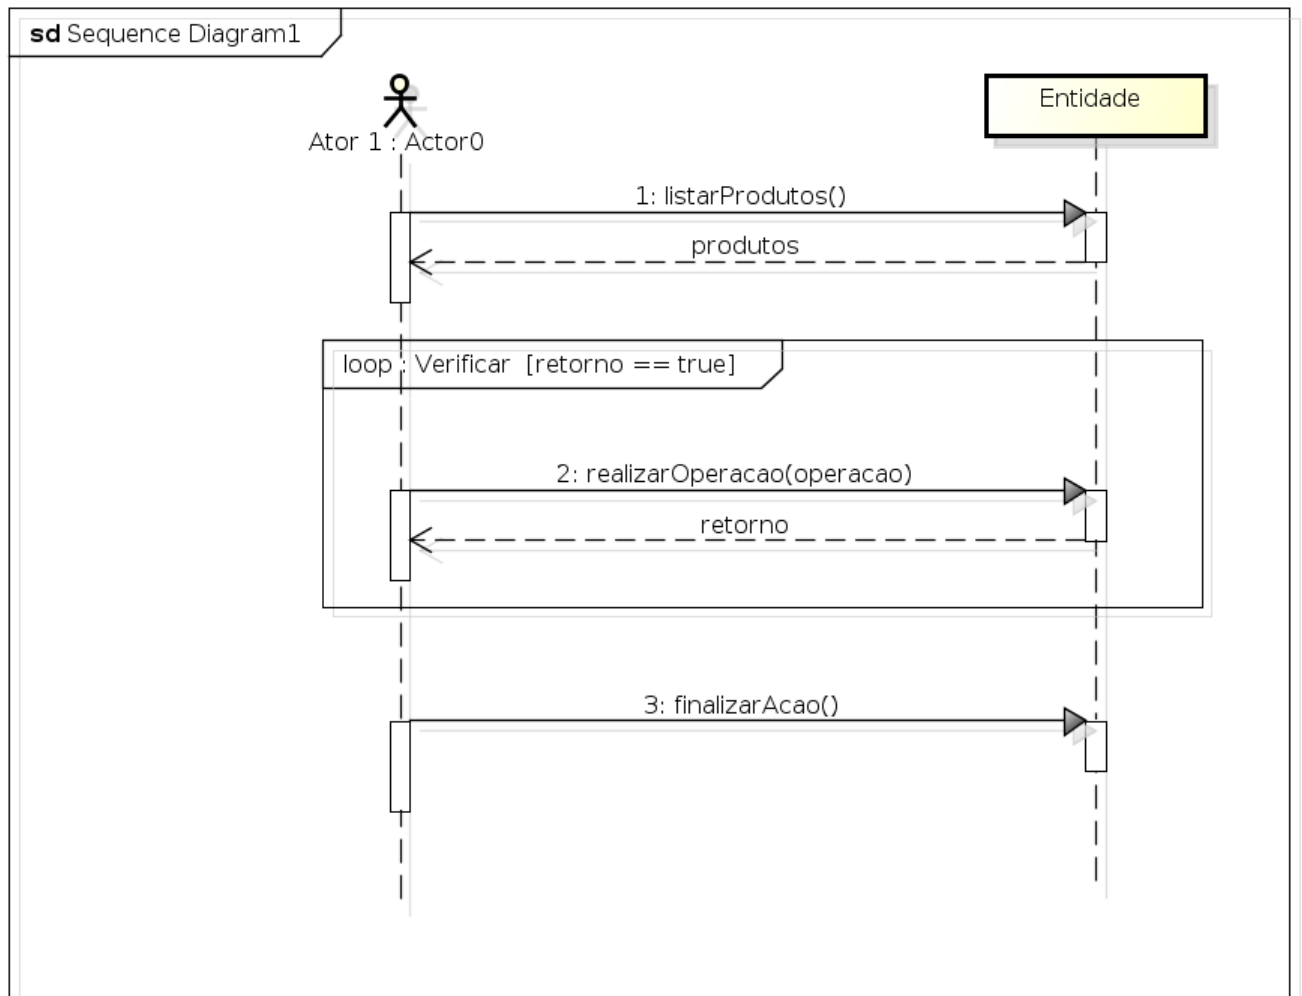 sd Sequence Diagram1
Ator 1 : Actor0
Entidade
1: listarProdutos()
produtos
loop : Verificar [retorno == true]
2: realizarOperacao(operacao)
retorno
3: finalizarAcao()